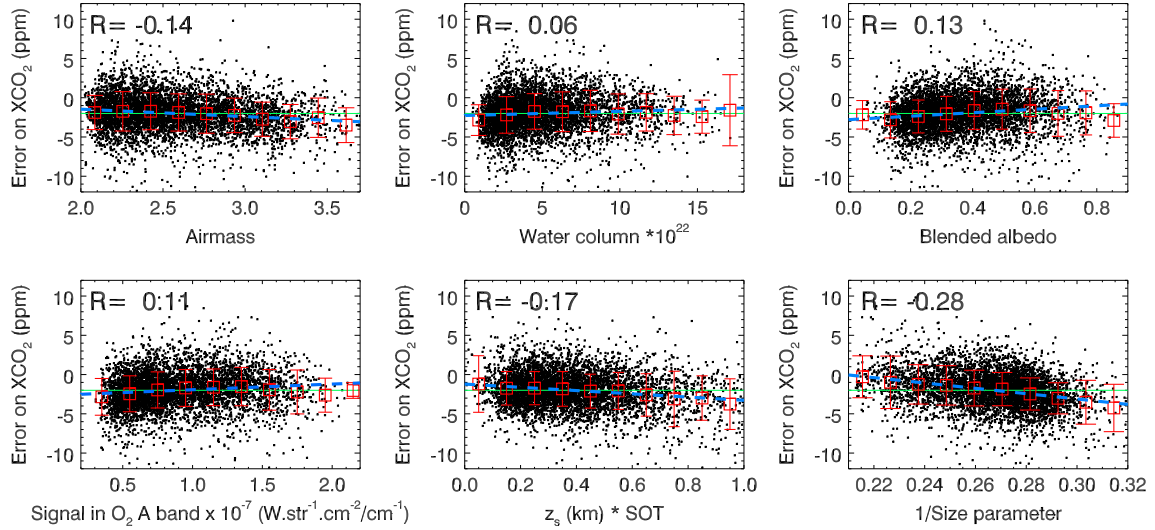 R= -0.14
R= 0.06
R= 0.13
Error on XCO2 (ppm)
Error on XCO2 (ppm)
Error on XCO2 (ppm)
10
5
0
-5
-10
10
5
0
-5
-10
10
5
0
-5
-10
2.0 2.5 3.0 3.5
0 5 10 15
0.0 0.2 0.4 0.6 0.8
Airmass
Water column *10^22
Blended albedo
R= 0.11
R= -0.17
R= -0.28
Error on XCO2 (ppm)
Error on XCO2 (ppm)
Error on XCO2 (ppm)
10
5
0
-5
-10
10
5
0
-5
-10
10
5
0
-5
-10
0.5 1.0 1.5 2.0
0.0 0.2 0.4 0.6 0.8 1.0
0.22 0.24 0.26 0.28 0.30 0.32
Signal in O2 A band x 10^-7 (W.str^-1.cm^-2/cm^-1)
zs (km) * SOT
1/Size parameter